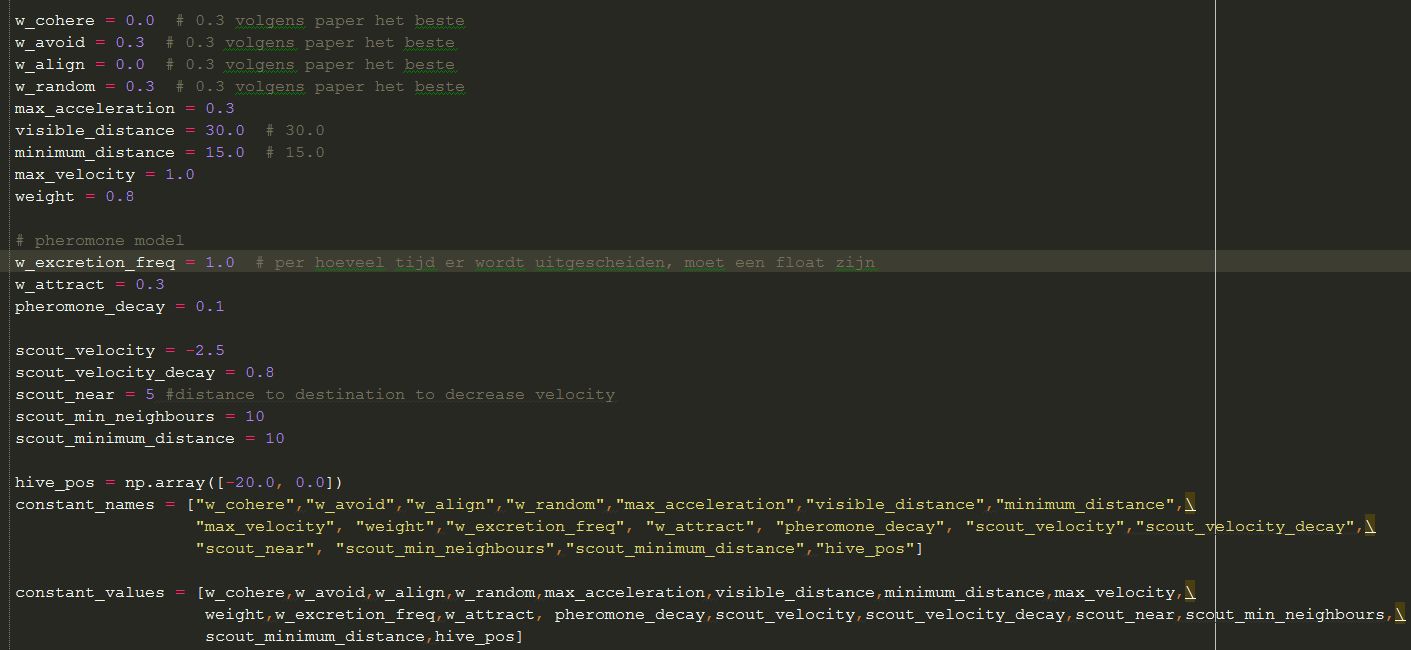 w_cohere = 0.0  # 0.3 volgens paper het beste
w_avoid = 0.3  # 0.3 volgens paper het beste
w_align = 0.0  # 0.3 volgens paper het beste
w_random = 0.3  # 0.3 volgens paper het beste
max_acceleration = 0.3
visible_distance = 30.0  # 30.0
minimum_distance = 15.0  # 15.0
max_velocity = 1.0
weight = 0.8
# pheromone model
w_excretion_freq = 1.0  # per hoeveel tijd er wordt uitgescheiden, moet een float zijn
w_attract = 0.3
pheromone_decay = 0.1
scout_velocity = -2.5
scout_velocity_decay = 0.8
scout_near = 5 #distance to destination to decrease velocity
scout_min_neighbours = 10
scout_minimum_distance = 10
hive_pos = np.array([-20.0, 0.0])
constant_names = ["w_cohere","w_avoid","w_align","w_random","max_acceleration","visible_distance","minimum_distance",\
"max_velocity", "weight","w_excretion_freq", "w_attract", "pheromone_decay", "scout_velocity","scout_velocity_decay",\
"scout_near", "scout_min_neighbours","scout_minimum_distance","hive_pos"]
constant_values = [w_cohere,w_avoid,w_align,w_random,max_acceleration,visible_distance,minimum_distance,max_velocity,\
weight,w_excretion_freq,w_attract, pheromone_decay,scout_velocity,scout_velocity_decay,scout_near,scout_min_neighbours,\
scout_minimum_distance,hive_pos]